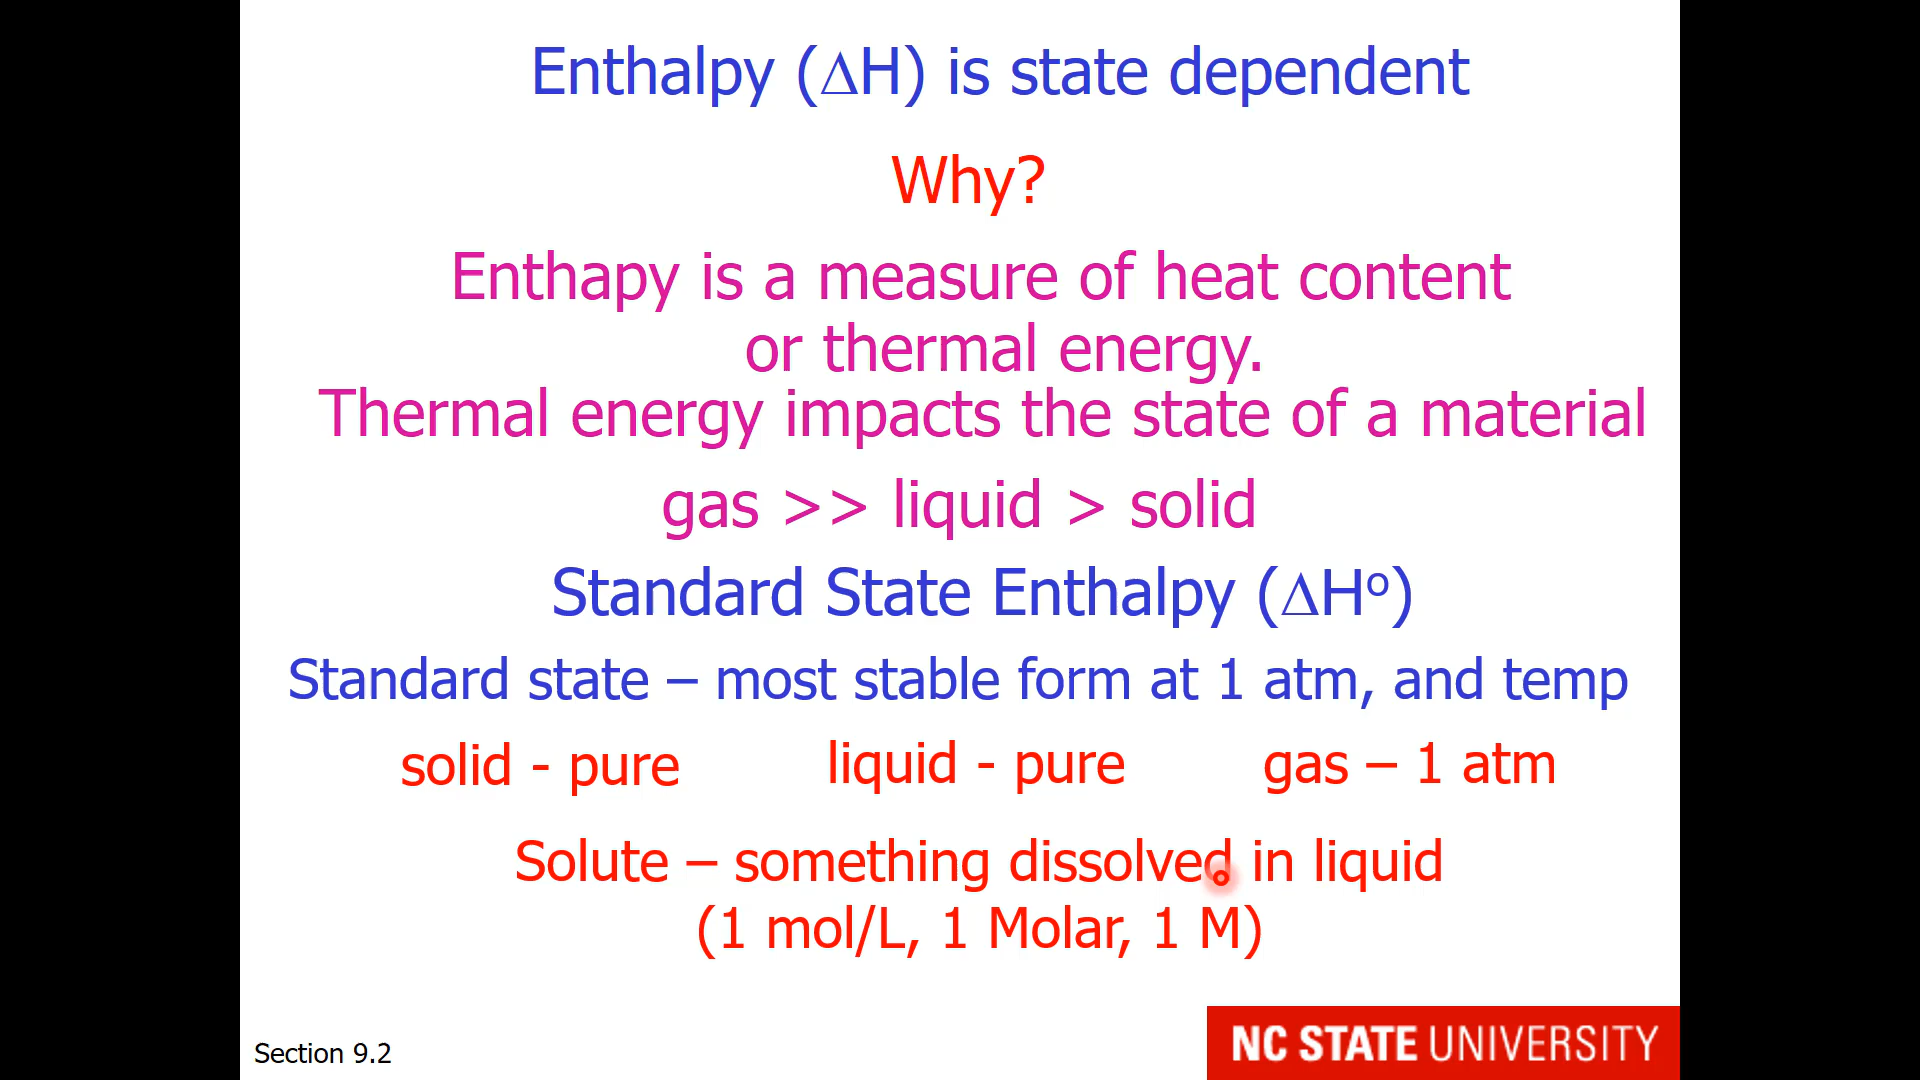 Enthalpy (ΔH) is state dependent
Why?
Enthapy is a measure of heat content
or thermal energy.
Thermal energy impacts the state of a material
gas >> liquid > solid
Standard State Enthalpy (ΔHº)
Standard state – most stable form at 1 atm, and temp
solid - pure liquid - pure gas – 1 atm
Solute – something dissolved in liquid
(1 mol/L, 1 Molar, 1 M)
Section 9.2
NC STATE UNIVERSITY